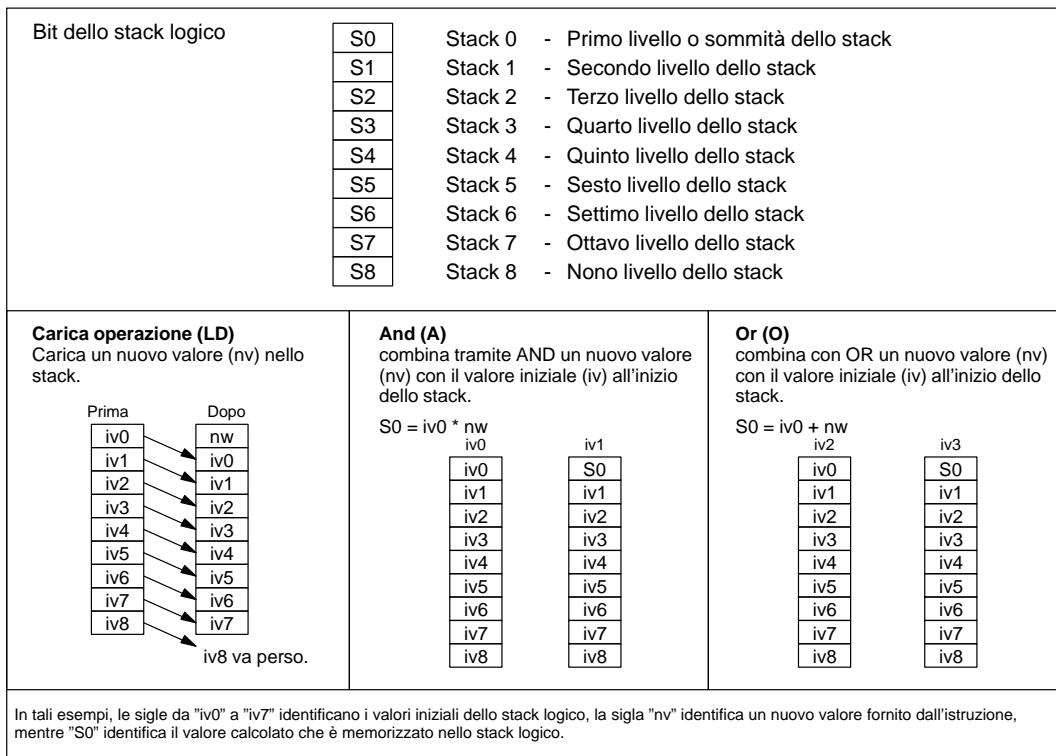 Bit dello stack logico
S0 Stack 0 - Primo livello o sommità dello stack
S1 Stack 1 - Secondo livello dello stack
S2 Stack 2 - Terzo livello dello stack
S3 Stack 3 - Quarto livello dello stack
S4 Stack 4 - Quinto livello dello stack
S5 Stack 5 - Sesto livello dello stack
S6 Stack 6 - Settimo livello dello stack
S7 Stack 7 - Ottavo livello dello stack
S8 Stack 8 - Nono livello dello stack
Carica operazione (LD)
Carica un nuovo valore (nv) nello
stack.
Prima Dopo
iv0 nw
iv1 iv0
iv2 iv1
iv3 iv2
iv4 iv3
iv5 iv4
iv6 iv5
iv7 iv6
iv8 iv7
iv8 va perso.
And (A)
combina tramite AND un nuovo valore
(nv) con il valore iniziale (iv) all'inizio
dello stack.
S0 = iv0 * nw
iv0 iv1
iv0 S0
iv1 iv1
iv2 iv2
iv3 iv3
iv4 iv4
iv5 iv5
iv6 iv6
iv7 iv7
iv8 iv8
Or (O)
combina con OR un nuovo valore (nv)
con il valore iniziale (iv) all'inizio dello
stack.
S0 = iv0 + nw
iv2 iv3
iv0 S0
iv1 iv1
iv2 iv2
iv3 iv3
iv4 iv4
iv5 iv5
iv6 iv6
iv7 iv7
iv8 iv8
In tali esempi, le sigle da "iv0" a "iv7" identificano i valori iniziali dello stack logico, la sigla "nv" identifica un nuovo valore fornito dall'istruzione,
mentre "S0" identifica il valore calcolato che è memorizzato nello stack logico.